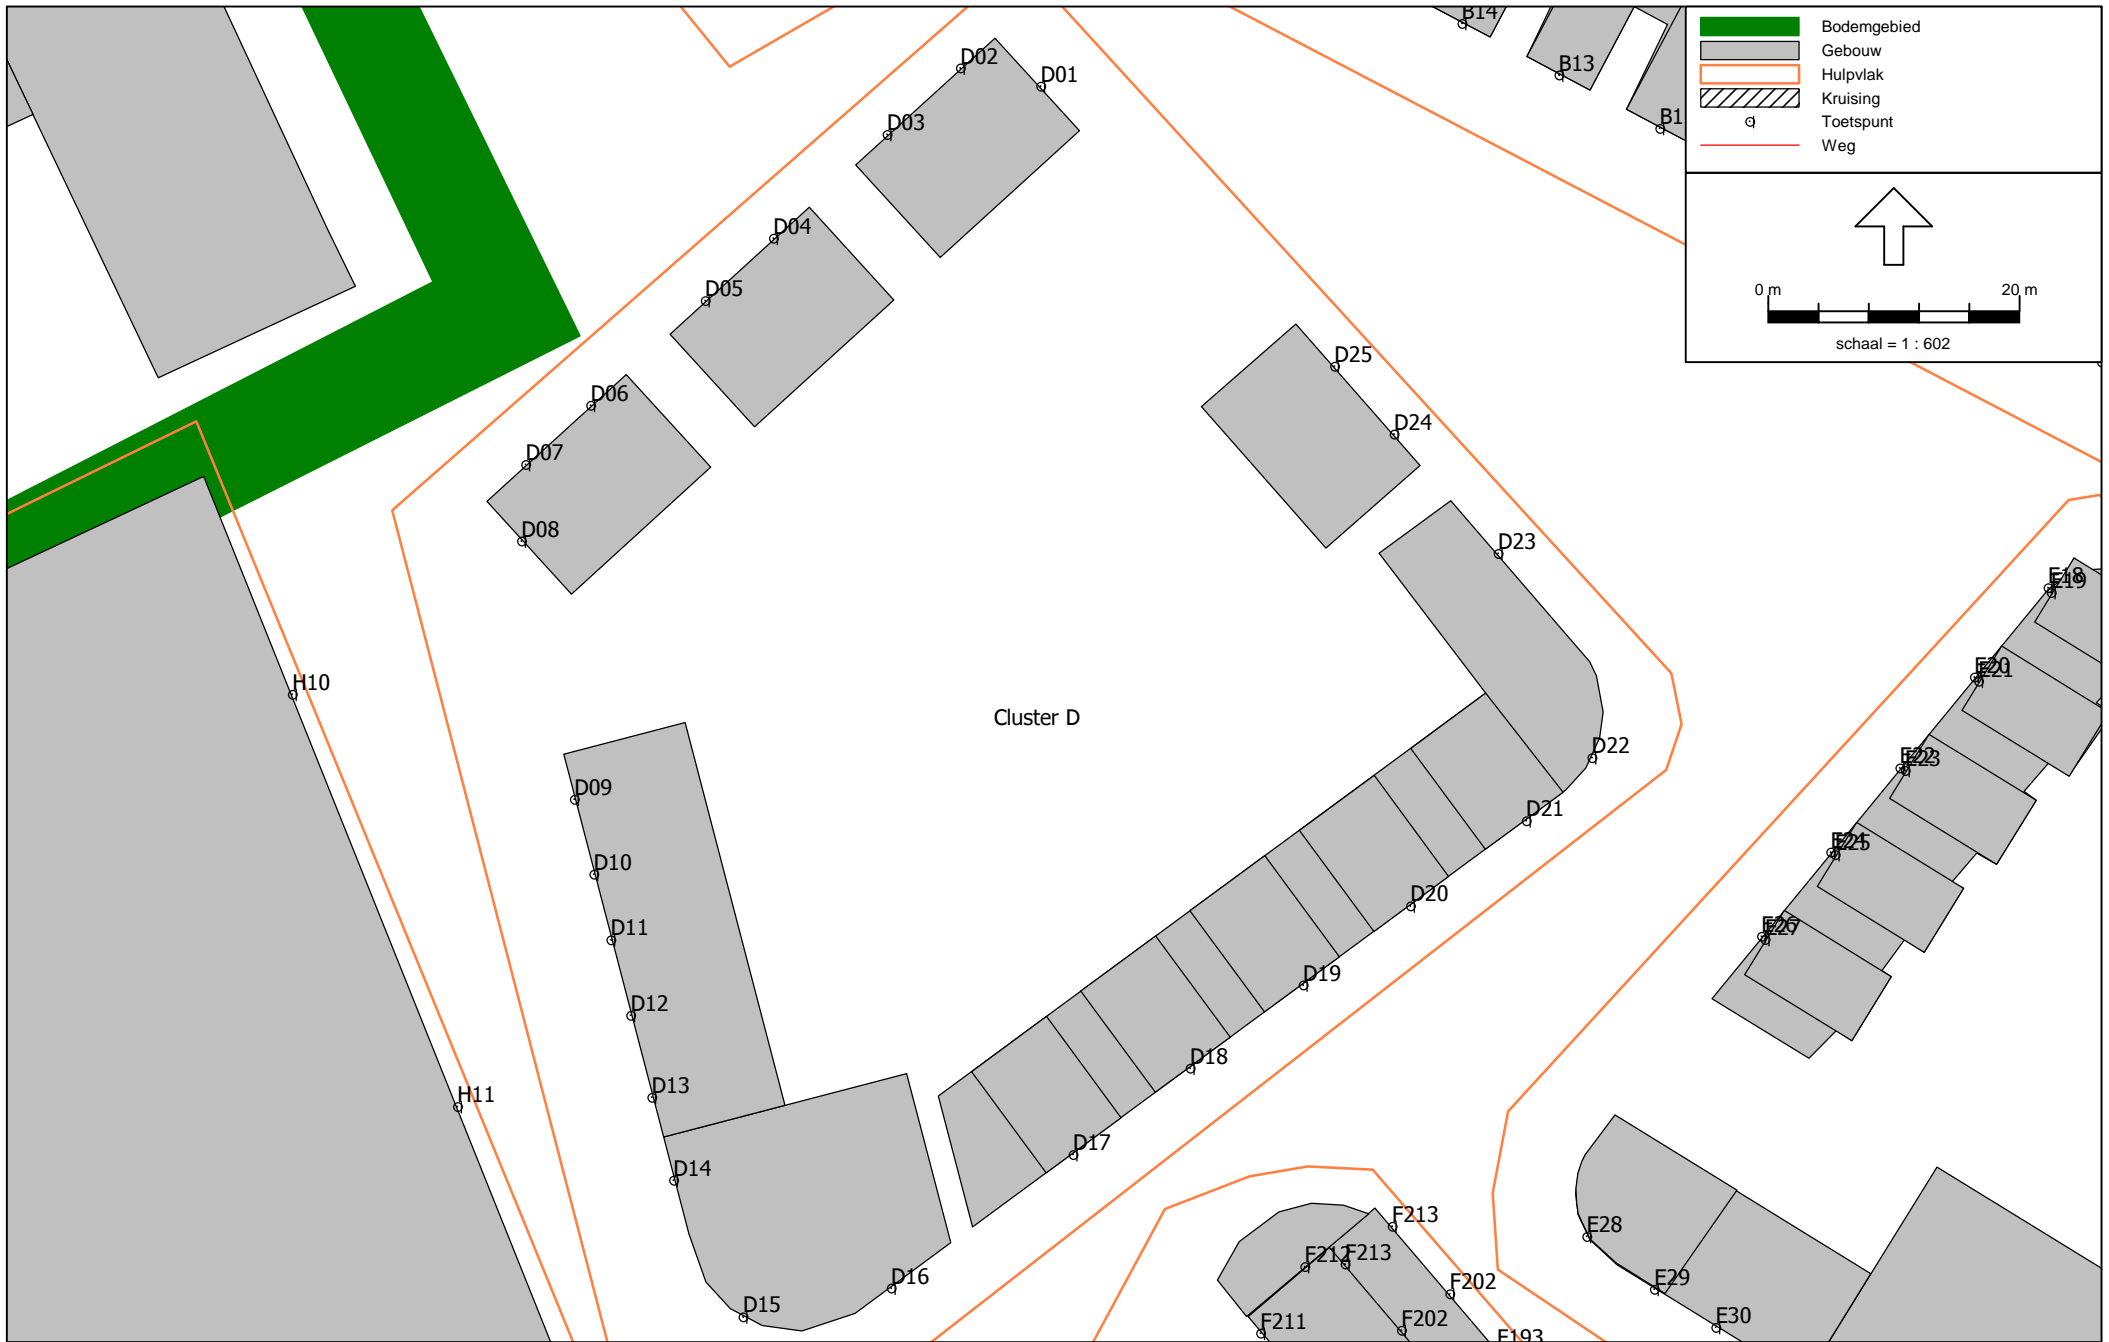 B14
D02
D01
B13
D03
B1
Bodemgebied
Gebouw
Hulpvlak
Kruising
Toetspunt
Weg
0 m
20 m
schaal = 1 : 602
D04
D05
D25
D06
D24
D07
D08
D23
E18
E19
E20
E21
H10
Cluster D
D22
E22
E23
D09
D21
E24
E25
D10
D20
D11
E26
E27
D19
D12
D18
D13
H11
D17
D14
F213
E28
F212
F213
D16
F202
E29
D15
F211
F202
E30
F193